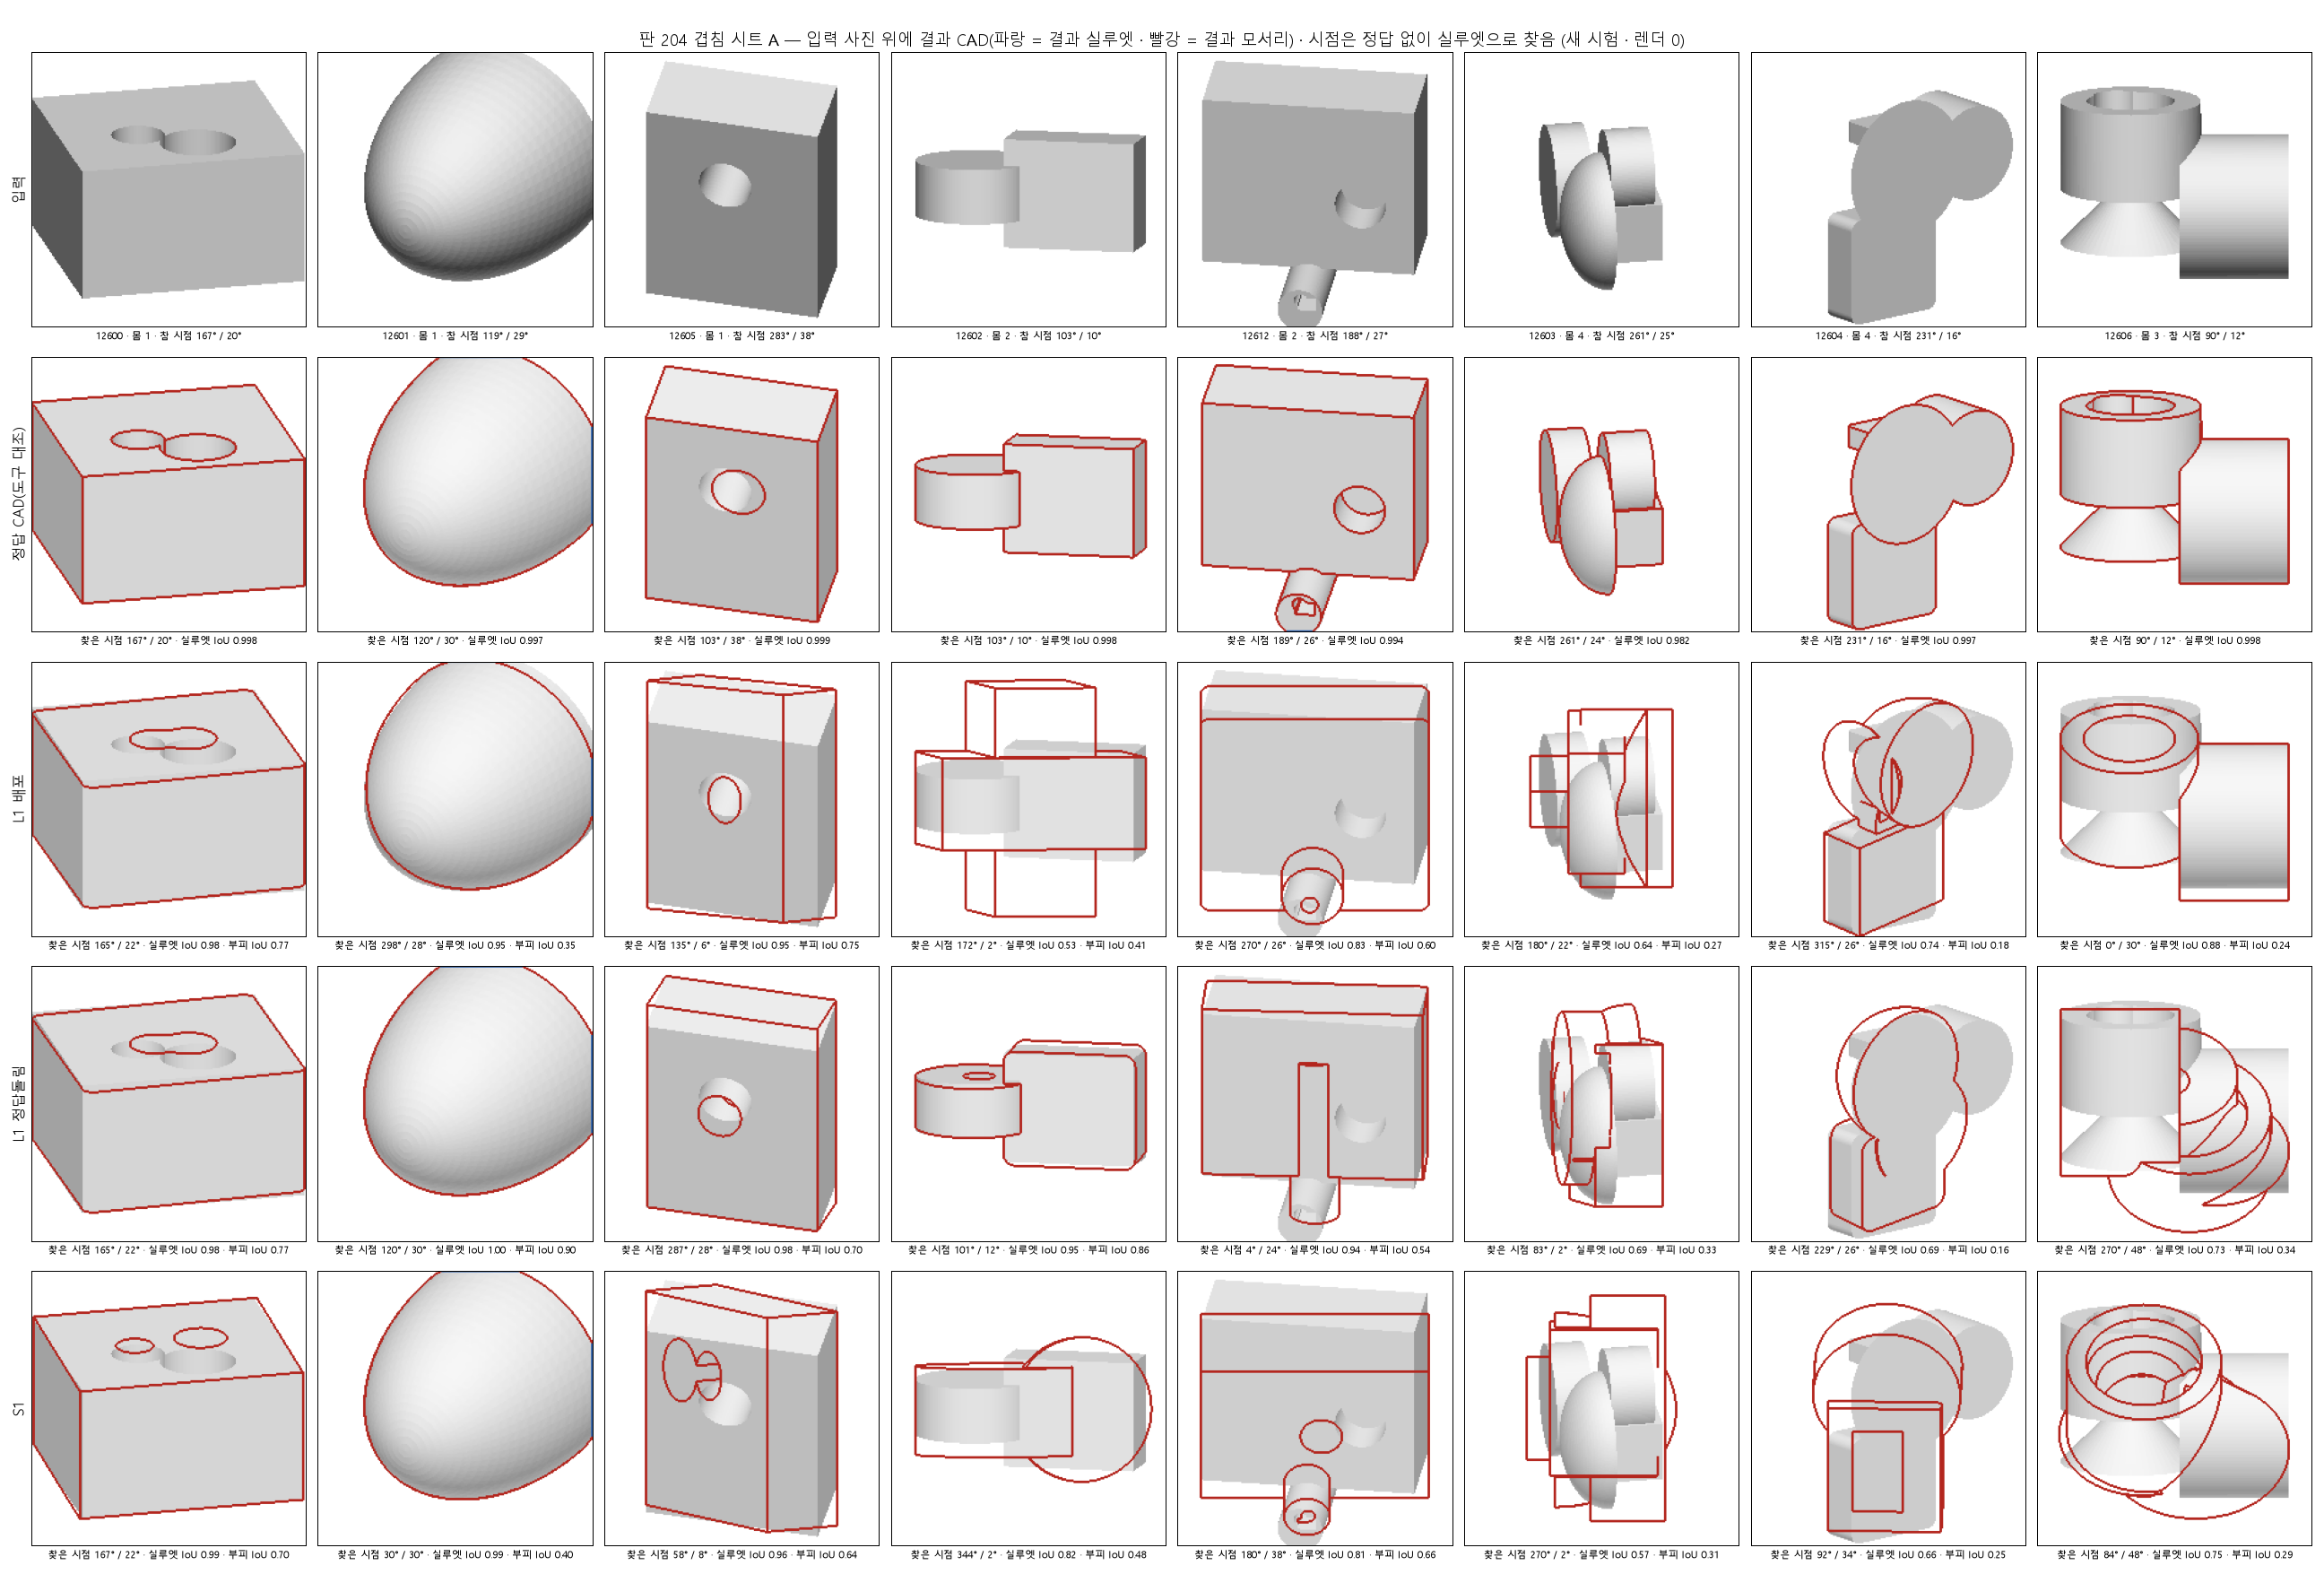 판 204 겹침 시트 A — 입력 사진 위에 결과 CAD(파랑 = 결과 실루엣 · 빨강 = 결과 모서리) · 시점은 정답 없이 실루엣으로 찾음 (새 시험 · 렌더 0)
입력
12600 · 몸 1 · 참 시점 167° / 20°
12601 · 몸 1 · 참 시점 119° / 29°
12605 · 몸 1 · 참 시점 283° / 38°
12602 · 몸 2 · 참 시점 103° / 10°
12612 · 몸 2 · 참 시점 188° / 27°
12603 · 몸 4 · 참 시점 261° / 25°
12604 · 몸 4 · 참 시점 231° / 16°
12606 · 몸 3 · 참 시점 90° / 12°
정답 CAD(도구 대조)
찾은 시점 167° / 20° · 실루엣 IoU 0.998
찾은 시점 120° / 30° · 실루엣 IoU 0.997
찾은 시점 103° / 38° · 실루엣 IoU 0.999
찾은 시점 103° / 10° · 실루엣 IoU 0.998
찾은 시점 189° / 26° · 실루엣 IoU 0.994
찾은 시점 261° / 24° · 실루엣 IoU 0.982
찾은 시점 231° / 16° · 실루엣 IoU 0.997
찾은 시점 90° / 12° · 실루엣 IoU 0.998
L1 배포
찾은 시점 165° / 22° · 실루엣 IoU 0.98 · 부피 IoU 0.77
찾은 시점 298° / 28° · 실루엣 IoU 0.95 · 부피 IoU 0.35
찾은 시점 135° / 6° · 실루엣 IoU 0.95 · 부피 IoU 0.75
찾은 시점 172° / 2° · 실루엣 IoU 0.53 · 부피 IoU 0.41
찾은 시점 270° / 26° · 실루엣 IoU 0.83 · 부피 IoU 0.60
찾은 시점 180° / 22° · 실루엣 IoU 0.64 · 부피 IoU 0.27
찾은 시점 315° / 26° · 실루엣 IoU 0.74 · 부피 IoU 0.18
찾은 시점 0° / 30° · 실루엣 IoU 0.88 · 부피 IoU 0.24
L1 정답돌림
찾은 시점 165° / 22° · 실루엣 IoU 0.98 · 부피 IoU 0.77
찾은 시점 120° / 30° · 실루엣 IoU 1.00 · 부피 IoU 0.90
찾은 시점 287° / 28° · 실루엣 IoU 0.98 · 부피 IoU 0.70
찾은 시점 101° / 12° · 실루엣 IoU 0.95 · 부피 IoU 0.86
찾은 시점 4° / 24° · 실루엣 IoU 0.94 · 부피 IoU 0.54
찾은 시점 83° / 2° · 실루엣 IoU 0.69 · 부피 IoU 0.33
찾은 시점 229° / 26° · 실루엣 IoU 0.69 · 부피 IoU 0.16
찾은 시점 270° / 48° · 실루엣 IoU 0.73 · 부피 IoU 0.34
S1
찾은 시점 167° / 22° · 실루엣 IoU 0.99 · 부피 IoU 0.70
찾은 시점 30° / 30° · 실루엣 IoU 0.99 · 부피 IoU 0.40
찾은 시점 58° / 8° · 실루엣 IoU 0.96 · 부피 IoU 0.64
찾은 시점 344° / 2° · 실루엣 IoU 0.82 · 부피 IoU 0.48
찾은 시점 180° / 38° · 실루엣 IoU 0.81 · 부피 IoU 0.66
찾은 시점 270° / 2° · 실루엣 IoU 0.57 · 부피 IoU 0.31
찾은 시점 92° / 34° · 실루엣 IoU 0.66 · 부피 IoU 0.25
찾은 시점 84° / 48° · 실루엣 IoU 0.75 · 부피 IoU 0.29